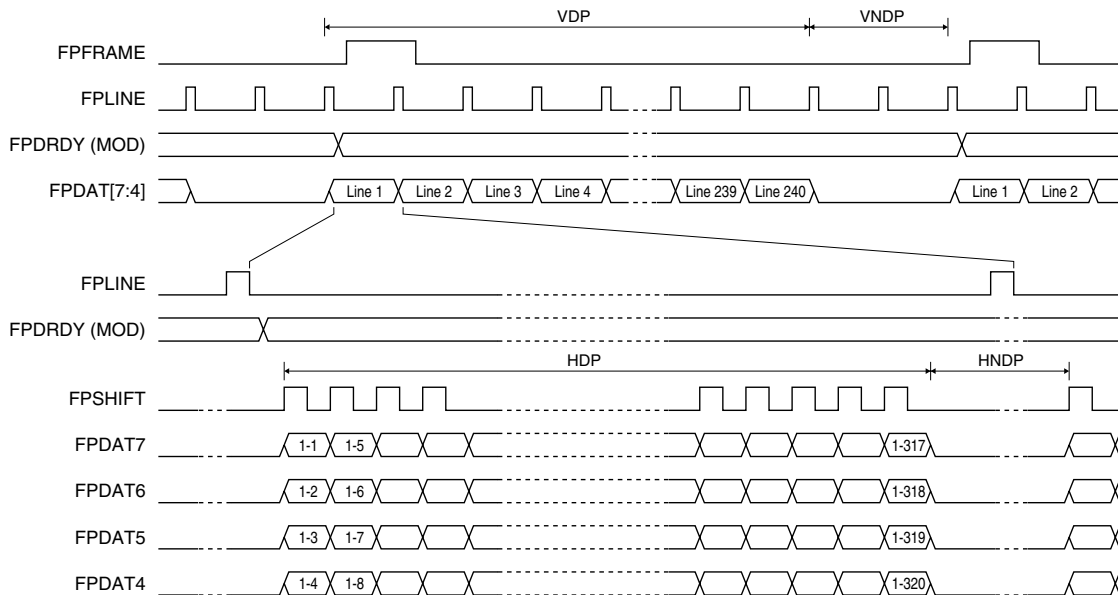 VDP VNDP
FPFRAME
FPLINE
FPDRDY (MOD)
FPDAT[7:4] Line 1 Line 2 Line 3 Line 4 Line 239 Line 240 Line 1 Line 2
FPLINE
FPDRDY (MOD)
HDP HNDP
FPSHIFT
FPDAT7 1-1 1-5 1-317
FPDAT6 1-2 1-6 1-318
FPDAT5 1-3 1-7 1-319
FPDAT4 1-4 1-8 1-320